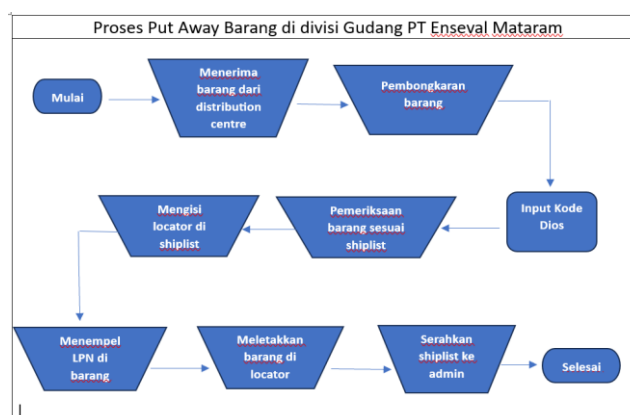 Proses Put Away Barang di divisi Gudang PT Enseval Mataram
Mulai
Menerima
barang dari
distribution
centre
Pembongkaran
barang
Input Kode
Dios
Pemeriksaan
barang sesuai
shiplist
Mengisi
locator di
shiplist
Menempel
LPN di
barang
Meletakkan
barang di
locator
Serahkan
shiplist ke
admin
Selesai